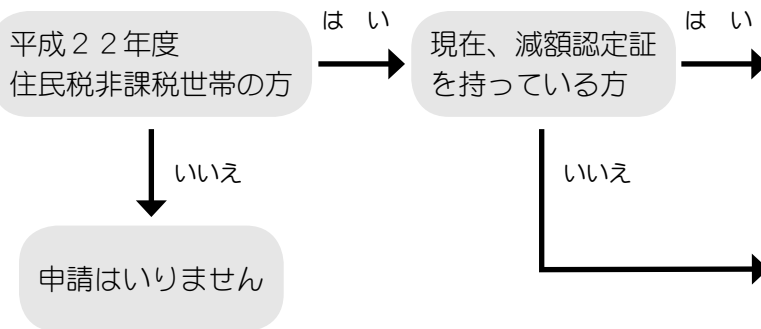 は　い
は　い
平成２２年度
住民税非課税世帯の方
現在、減額認定証
を持っている方
いいえ
いいえ
申請はいりません